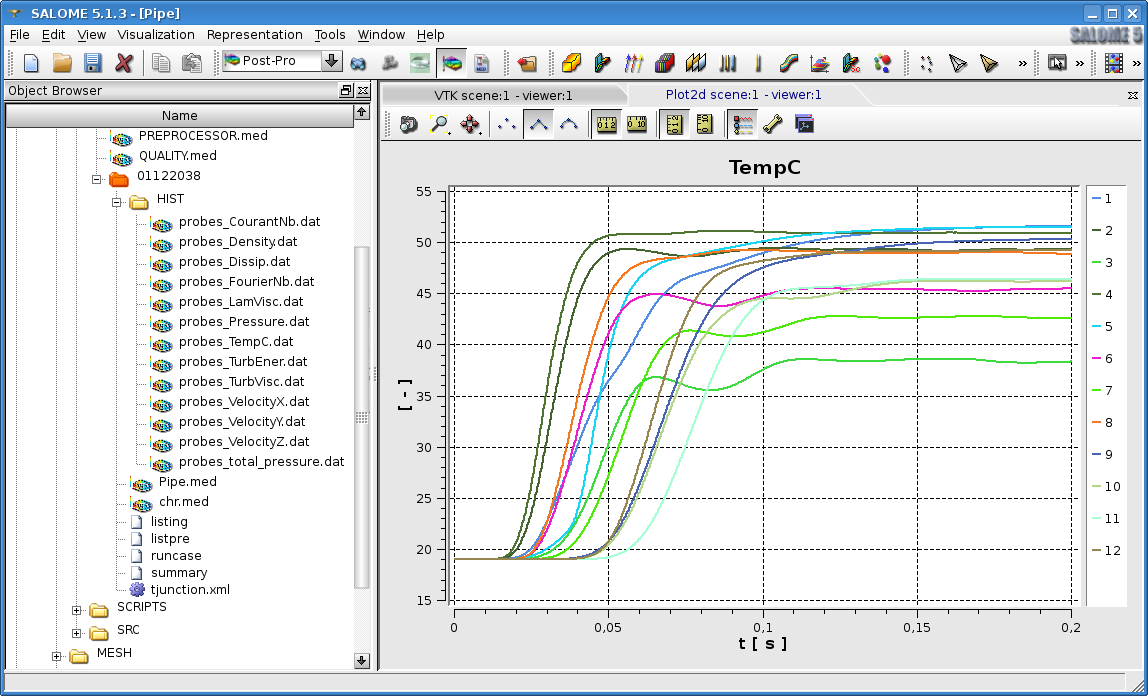 SALOME 5.1.3 - [Pipe]
File Edit View Visualization Representation Tools Window Help
SALOME 5
Post-Pro
»
»
»
Object Browser
Name
PREPROCESSOR.med
QUALITY.med
01122038
HIST
probes_CourantNb.dat
probes_Density.dat
probes_Dissip.dat
probes_FourierNb.dat
probes_LamVisc.dat
probes_Pressure.dat
probes_TempC.dat
probes_TurbEner.dat
probes_TurbVisc.dat
probes_VelocityX.dat
probes_VelocityY.dat
probes_VelocityZ.dat
probes_total_pressure.dat
Pipe.med
chr.med
listing
listpre
runcase
summary
tjunction.xml
SCRIPTS
SRC
MESH
VTK scene:1 - viewer:1
Plot2d scene:1 - viewer:1
TempC
55
50
45
40
35
30
25
20
15
[ - ]
0
0,05
0,1
0,15
0,2
t [ s ]
1
2
3
4
5
6
7
8
9
10
11
12